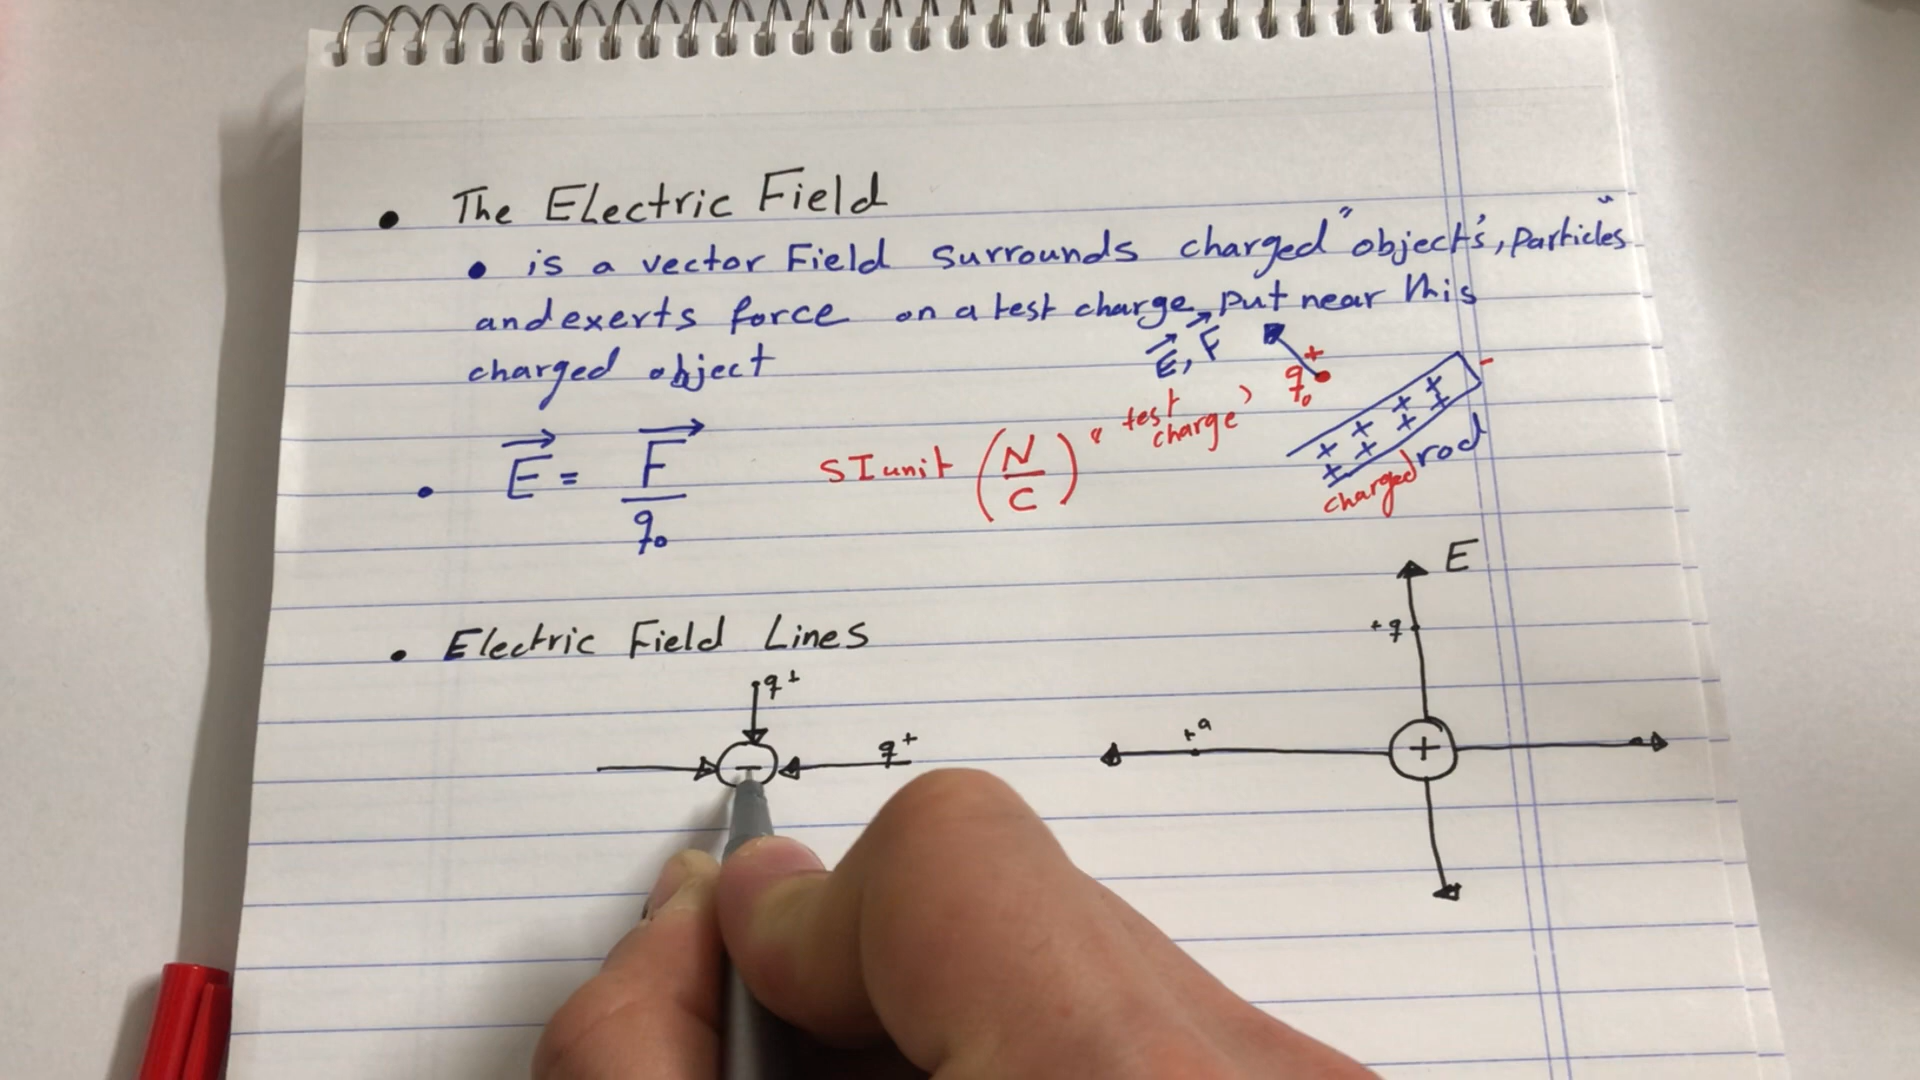 • The Electric Field
• is a vector Field surrounds charged "objects, particles"
and exerts force on a test charge, put near this
charged object
E, F
+
q₀
-
"test charge"
+ + + + + + + +
charged rod
• E = F/q₀
SI unit (N/C)
E
+q
• Electric Field Lines
q+
q+
-
+q
+